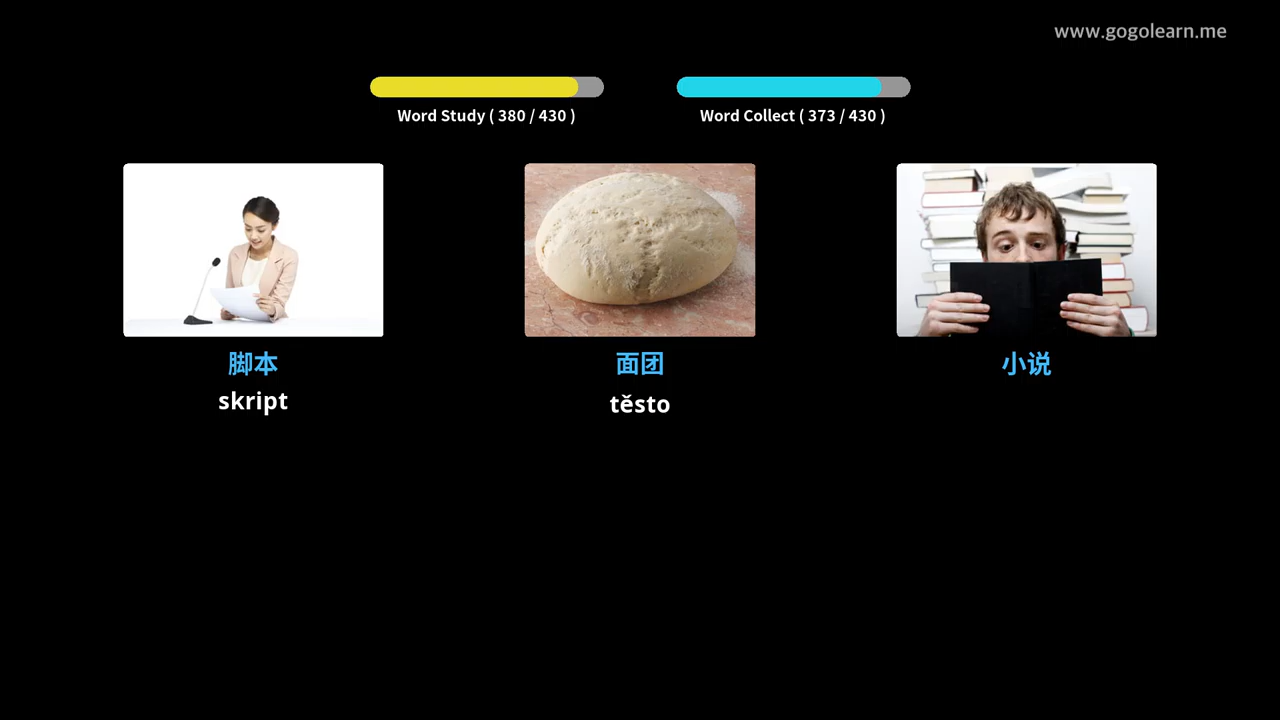 www.gogolearn.me
Word Study ( 380 / 430 )
Word Collect ( 373 / 430 )
脚本
面团
小说
skript
těsto